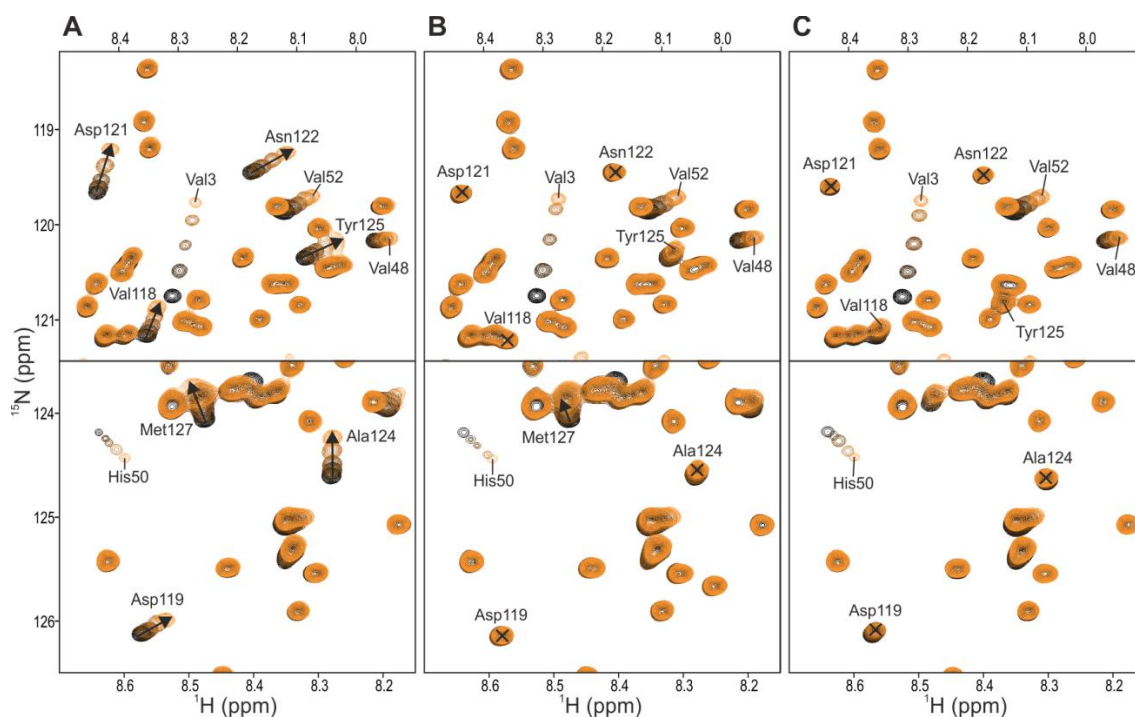 A B C
8.4 8.3 8.2 8.1 8.0 8.4 8.3 8.2 8.1 8.0 8.4 8.3 8.2 8.1 8.0
Asp121 Asn122 Val3 Val52 Tyr125 Val48 Val118
Asp121 Asn122 Val3 Val52 Tyr125 Val48 Val118
Asp121 Asn122 Val3 Val52 Val48 Val118 Tyr125
119
120
121
¹⁵N (ppm)
Met127 Ala124 His50 Asp119
Met127 Ala124 His50 Asp119
Ala124 His50 Asp119
124
125
126
8.6 8.5 8.4 8.3 8.2 8.6 8.5 8.4 8.3 8.2 8.6 8.5 8.4 8.3 8.2
¹H (ppm) ¹H (ppm) ¹H (ppm)